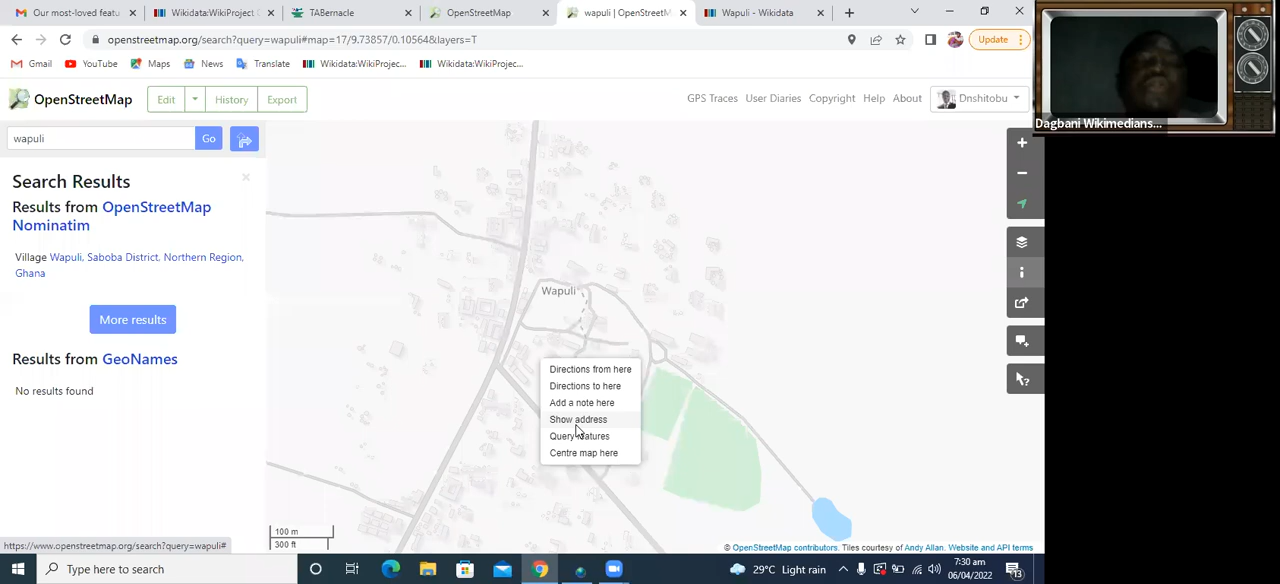 Our most-loved featu
Wikidata:WikiProject C
TABernacle
OpenStreetMap
wapuli | OpenStreetM
Wapuli - Wikidata
openstreetmap.org/search?query=wapuli#map=17/9.73857/0.10564&layers=T
Update
Gmail
YouTube
Maps
News
Translate
Wikidata:WikiProjec...
Wikidata:WikiProjec...
OpenStreetMap
Edit
History
Export
GPS Traces
User Diaries
Copyright
Help
About
Dnshitobu
Dagbani Wikimedians...
wapuli
Go
Search Results
Results from OpenStreetMap
Nominatim
Village Wapuli, Saboba District, Northern Region,
Ghana
More results
Results from GeoNames
No results found
Wapuli
Directions from here
Directions to here
Add a note here
Show address
Query features
Centre map here
100 m
300 ft
https://www.openstreetmap.org/search?query=wapuli#
© OpenStreetMap contributors. Tiles courtesy of Andy Allan. Website and API terms
Type here to search
29°C Light rain
7:30 am
06/04/2022
13